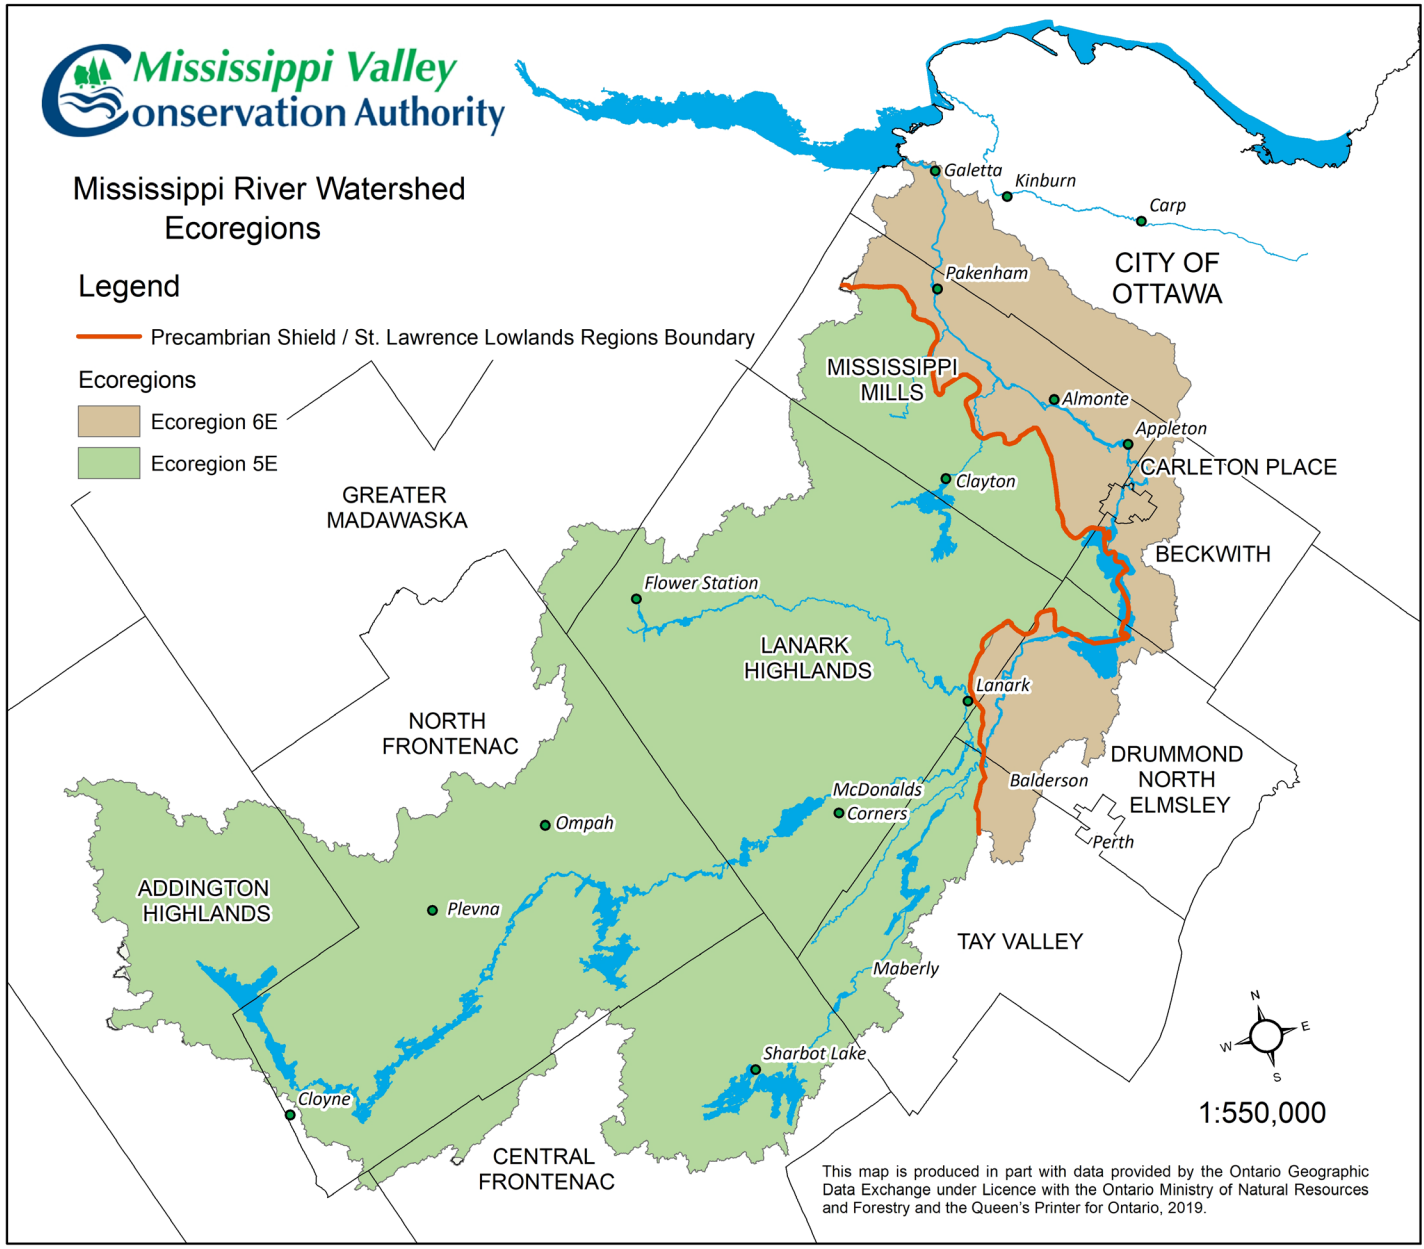 Mississippi Valley
Conservation Authority
Mississippi River Watershed
Ecoregions
Legend
Precambrian Shield / St. Lawrence Lowlands Regions Boundary
Ecoregions
Ecoregion 6E
Ecoregion 5E
Galetta
Kinburn
Carp
CITY OF
OTTAWA
Pakenham
MISSISSIPPI
MILLS
Almonte
Appleton
CARLETON PLACE
Clayton
GREATER
MADAWASKA
BECKWITH
Flower Station
LANARK
HIGHLANDS
Lanark
NORTH
FRONTENAC
DRUMMOND
NORTH
ELMSLEY
Balderson
McDonalds
Corners
Ompah
Perth
ADDINGTON
HIGHLANDS
Plevna
TAY VALLEY
Maberly
Sharbot Lake
Cloyne
CENTRAL
FRONTENAC
N
E
W
S
1:550,000
This map is produced in part with data provided by the Ontario Geographic
Data Exchange under Licence with the Ontario Ministry of Natural Resources
and Forestry and the Queen's Printer for Ontario, 2019.